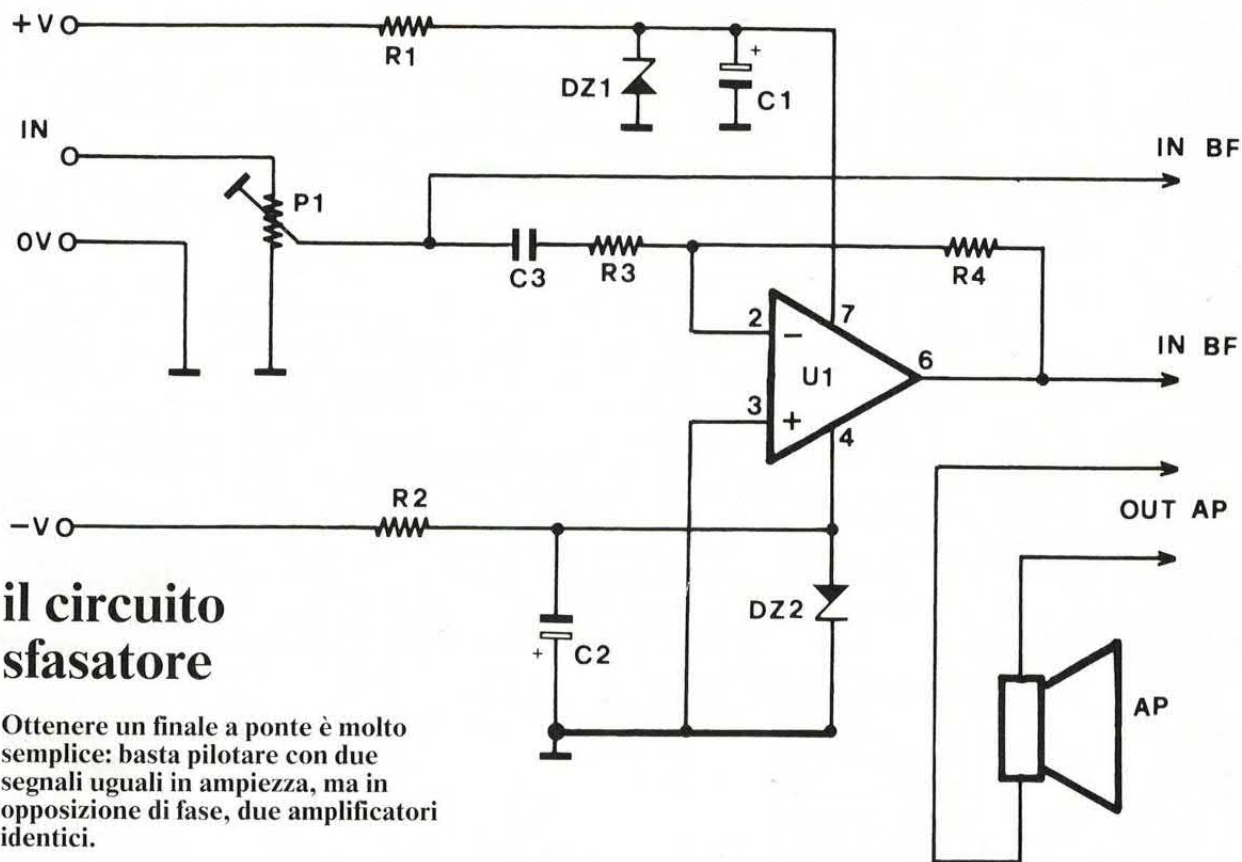 +V
R1
DZ1
+
C1
IN
P1
IN BF
0V
C3
R3
R4
2
7
−
U1
6
IN BF
3
+
4
R2
−V
OUT AP
DZ2
+
C2
AP
il circuito
sfasatore
Ottenere un finale a ponte è molto
semplice: basta pilotare con due
segnali uguali in ampiezza, ma in
opposizione di fase, due amplificatori
identici.